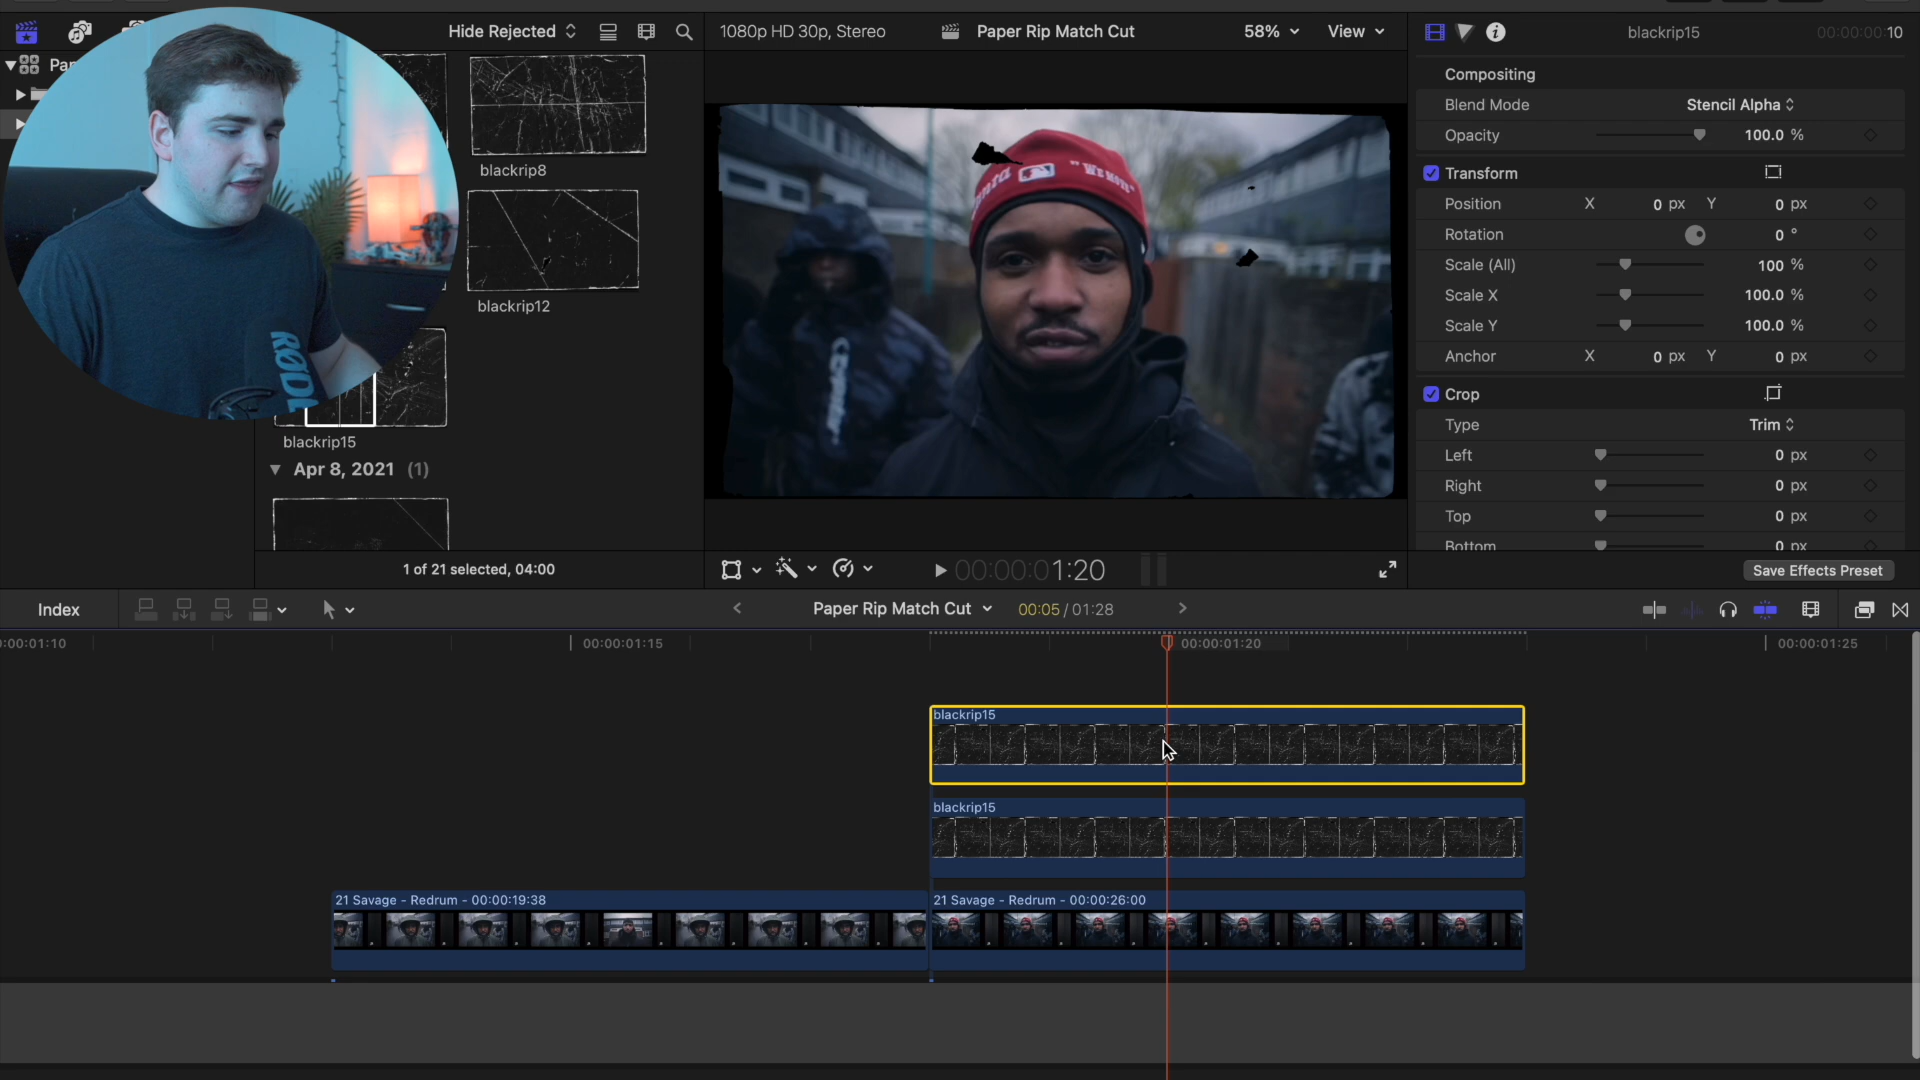 Hide Rejected
1080p HD 30p, Stereo
Paper Rip Match Cut
58%
View
blackrip15
00:00:00:10
Par
blackrip8
blackrip12
blackrip15
Apr 8, 2021 (1)
1 of 21 selected, 04:00
RØDE
"WE MOVE"
Compositing
Blend Mode Stencil Alpha
Opacity 100.0 %
Transform
Position X 0 px Y 0 px
Rotation 0 °
Scale (All) 100 %
Scale X 100.0 %
Scale Y 100.0 %
Anchor X 0 px Y 0 px
Crop
Type Trim
Left 0 px
Right 0 px
Top 0 px
Bottom 0 px
Save Effects Preset
00:00:00:01:20
Index
Paper Rip Match Cut
00:05 / 01:28
:00:00:01:10
00:00:01:15
00:00:01:20
00:00:01:25
blackrip15
blackrip15
21 Savage - Redrum - 00:00:19:38
21 Savage - Redrum - 00:00:26:00